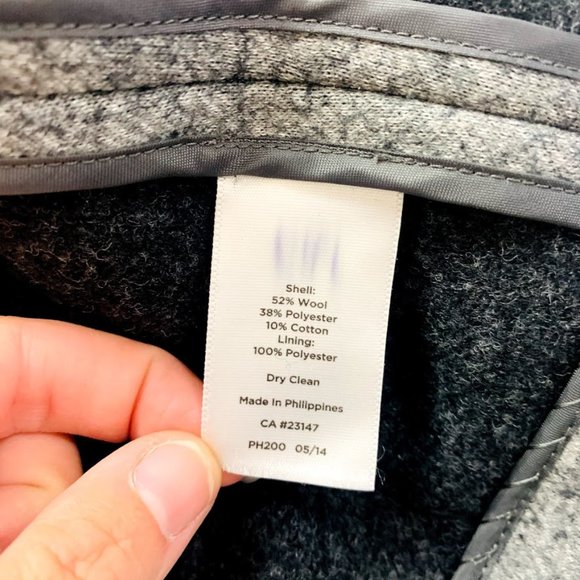 Shell:
52% Wool
38% Polyester
10% Cotton
Lining:
100% Polyester
Dry Clean
Made In Philippines
CA #23147
PH200 05/14